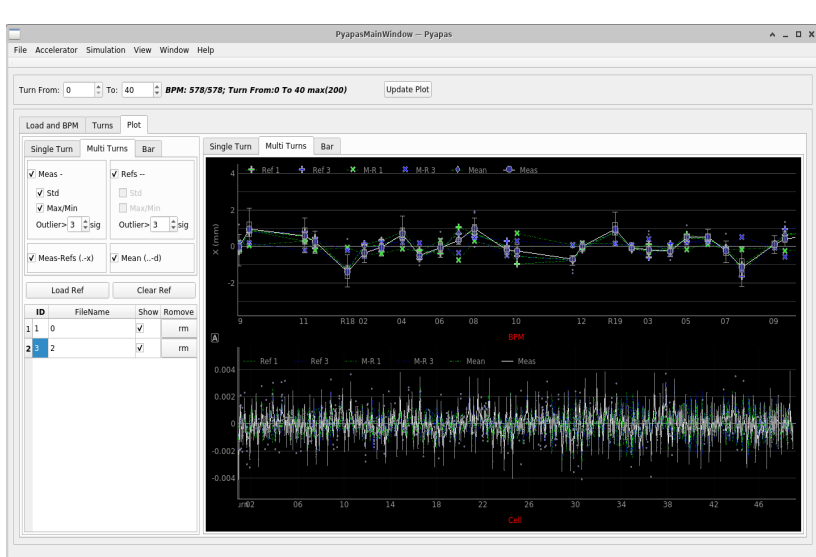 PyapasMainWindow — Pyapas
File Accelerator Simulation View Window Help
Turn From: 0 To: 40 BPM: 578/578; Turn From:0 To 40 max(200) Update Plot
Load and BPM Turns Plot
Single Turn Multi Turns Bar
Meas - Refs --
Std Std
Max/Min Max/Min
Outlier> 3 sig Outlier> 3 sig
Meas-Refs (.-x) Mean (..-d)
Load Ref Clear Ref
ID FileName Show Romove
1 1 0 rm
2 3 2 rm
Single Turn Multi Turns Bar
Ref 1 Ref 3 M-R 1 M-R 3 Mean Meas
4
2
0
-2
X (mm)
9 11 R18 02 04 06 08 10 12 R19 03 05 07 09
A
BPM
Ref 1 Ref 3 M-R 1 M-R 3 Mean Meas
0.004
0.002
0
-0.002
-0.004
06 10 14 18 22 26 30 34 38 42 46
Cell